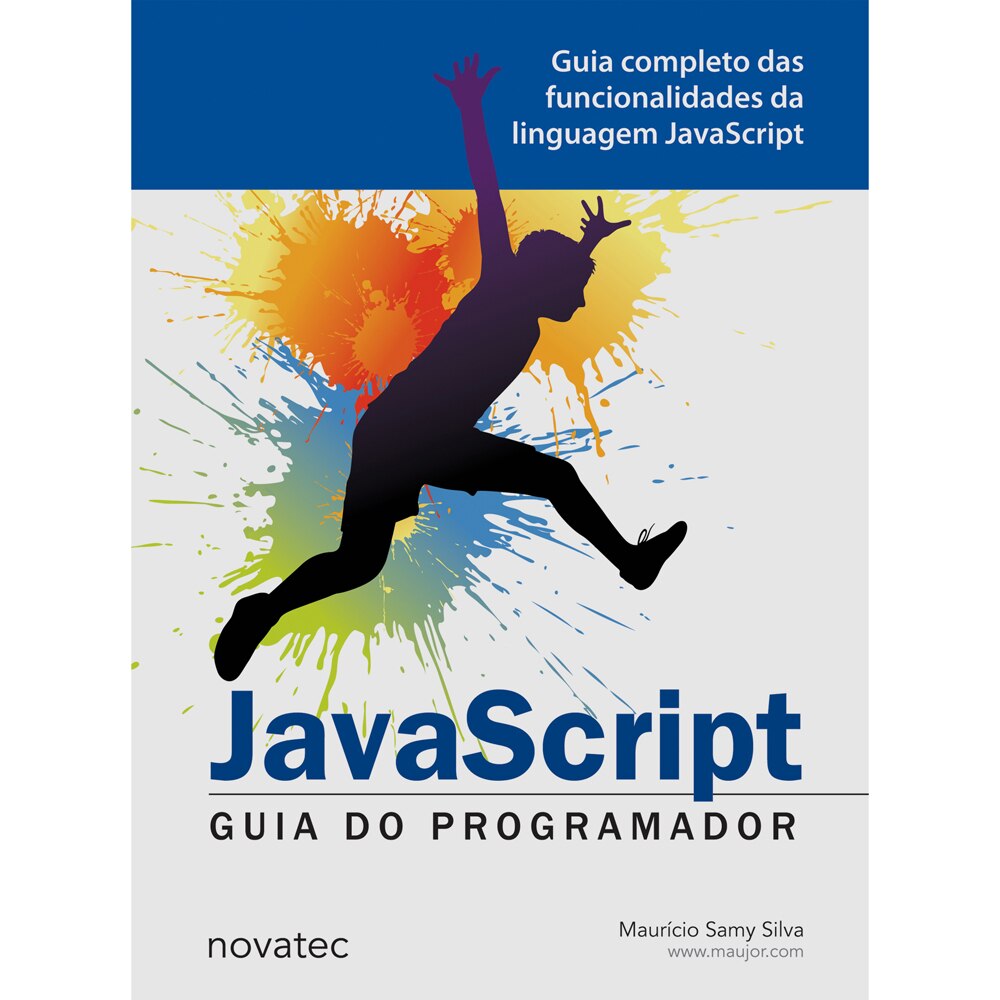 Guia completo das
funcionalidades da
linguagem JavaScript
JavaScript
GUIA DO PROGRAMADOR
Maurício Samy Silva
www.maujor.com
novatec